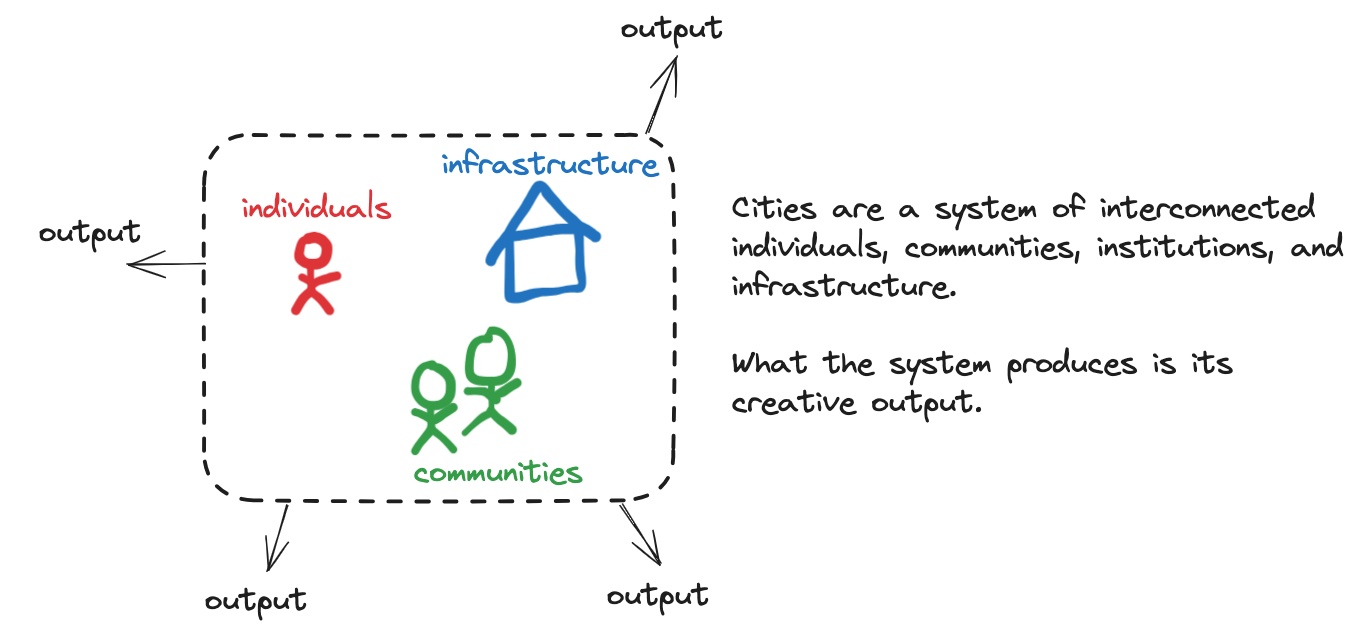 output
infrastructure
individuals
output
communities
output
output
Cities are a system of interconnected
individuals, communities, institutions, and
infrastructure.
What the system produces is its
creative output.